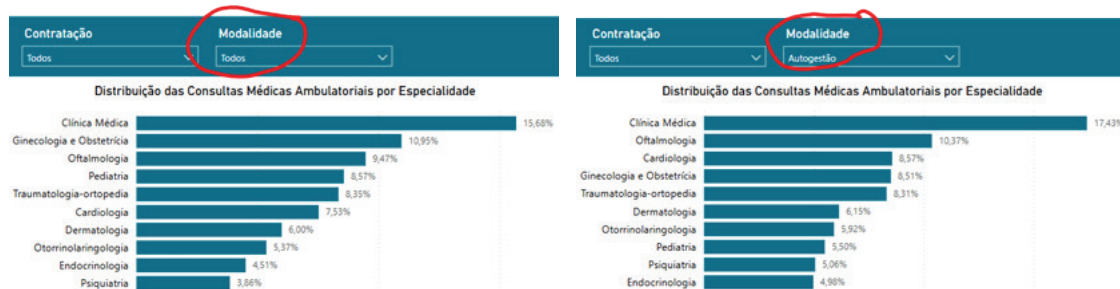 Contratação Modalidade
Todos Todos
Distribuição das Consultas Médicas Ambulatoriais por Especialidade
Clínica Médica 15,68%
Ginecologia e Obstetrícia 10,95%
Oftalmologia 9,47%
Pediatria 8,57%
Traumatologia-ortopedia 8,35%
Cardiologia 7,53%
Dermatologia 6,00%
Otorrinolaringologia 5,37%
Endocrinologia 4,51%
Psiquiatria 3,86%
Contratação Modalidade
Todos Autogestão
Distribuição das Consultas Médicas Ambulatoriais por Especialidade
Clínica Médica 17,43%
Oftalmologia 10,37%
Cardiologia 8,57%
Ginecologia e Obstetrícia 8,51%
Traumatologia-ortopedia 8,31%
Dermatologia 6,15%
Otorrinolaringologia 5,92%
Pediatria 5,50%
Psiquiatria 5,06%
Endocrinologia 4,98%